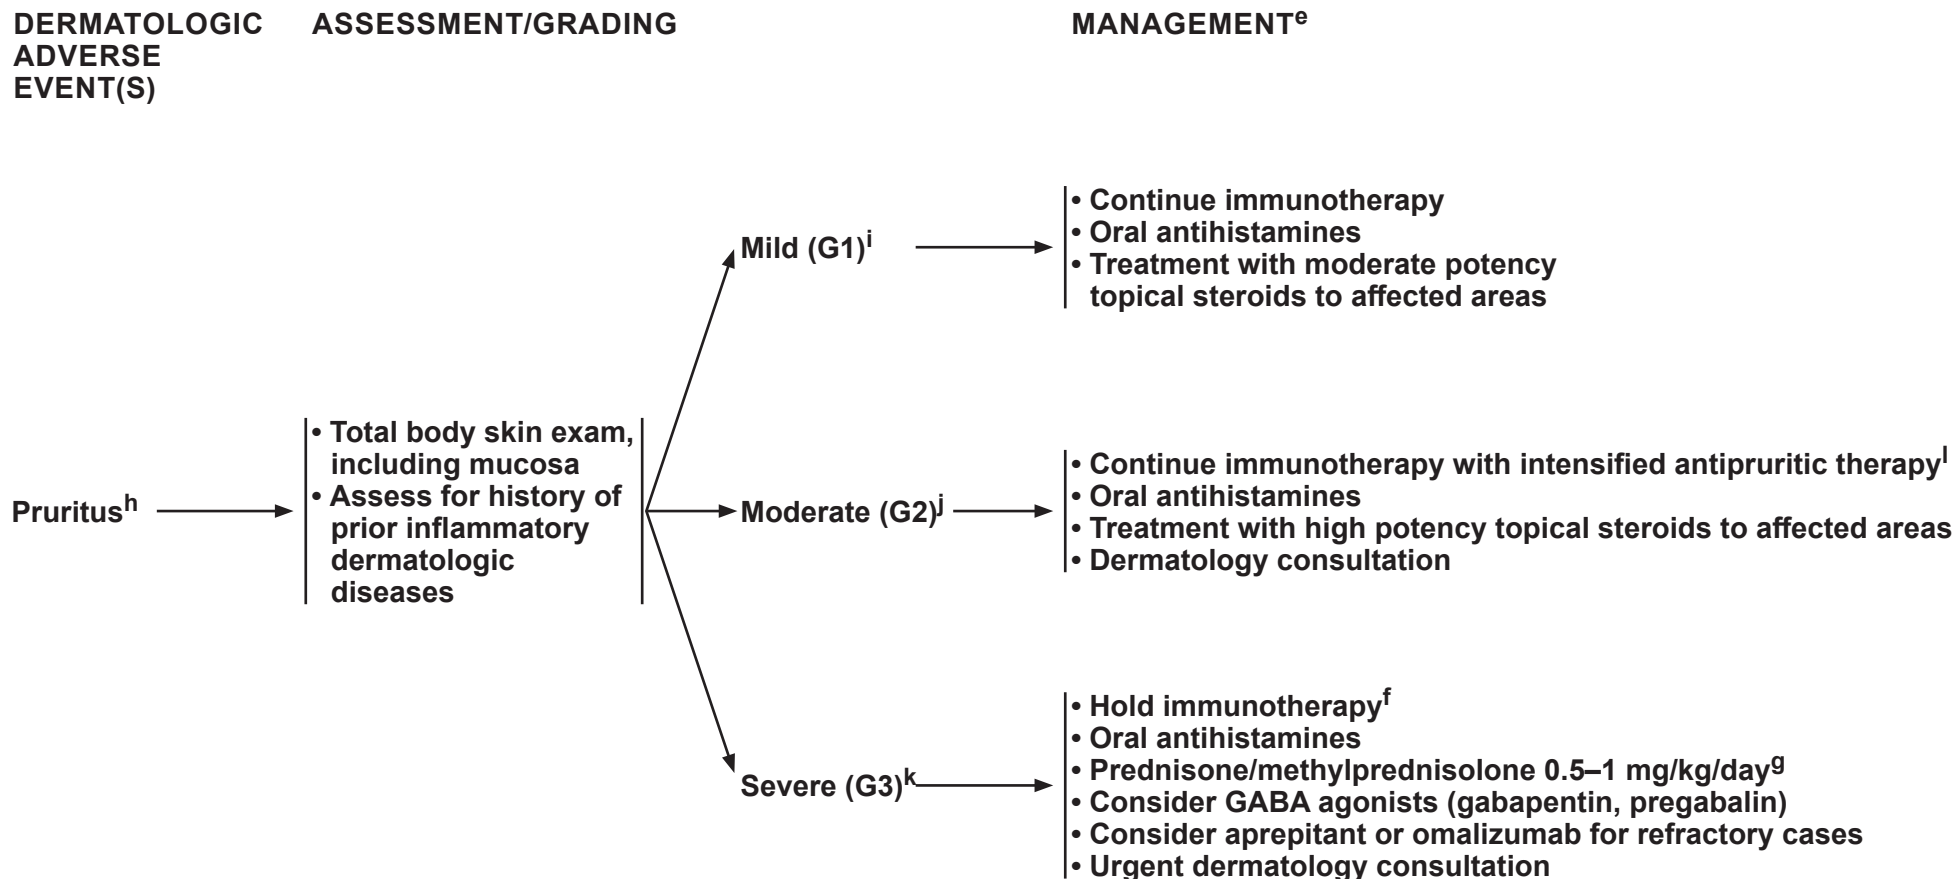 DERMATOLOGIC ADVERSE EVENT(S)
ASSESSMENT/GRADING
MANAGEMENTᵉ
Pruritusʰ
• Total body skin exam,
including mucosa
• Assess for history of
prior inflammatory
dermatologic
diseases
Mild (G1)ⁱ
• Continue immunotherapy
• Oral antihistamines
• Treatment with moderate potency
topical steroids to affected areas
Moderate (G2)ʲ
• Continue immunotherapy with intensified antipruritic therapyˡ
• Oral antihistamines
• Treatment with high potency topical steroids to affected areas
• Dermatology consultation
Severe (G3)ᵏ
• Hold immunotherapyᶠ
• Oral antihistamines
• Prednisone/methylprednisolone 0.5–1 mg/kg/dayᵍ
• Consider GABA agonists (gabapentin, pregabalin)
• Consider aprepitant or omalizumab for refractory cases
• Urgent dermatology consultation